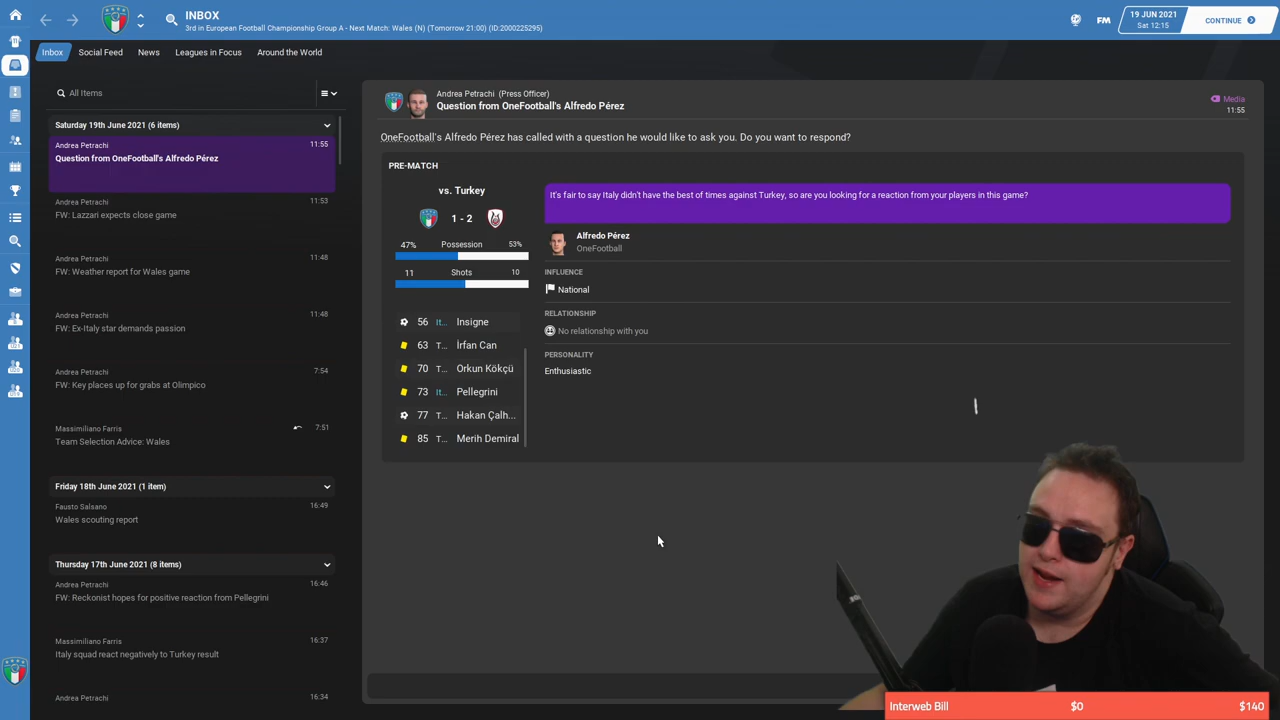 INBOX
3rd in European Football Championship Group A - Next Match: Wales (N) (Tomorrow 21:00) (ID:2000225295)
FM
19 JUN 2021
Sat 12:15
CONTINUE
Inbox
Social Feed
News
Leagues in Focus
Around the World
All Items
Saturday 19th June 2021 (6 items)
Andrea Petrachi
11:55
Question from OneFootball's Alfredo Pérez
Andrea Petrachi
11:53
FW: Lazzari expects close game
Andrea Petrachi
11:48
FW: Weather report for Wales game
Andrea Petrachi
11:48
FW: Ex-Italy star demands passion
Andrea Petrachi
7:54
FW: Key places up for grabs at Olimpico
Massimiliano Farris
7:51
Team Selection Advice: Wales
Friday 18th June 2021 (1 item)
Fausto Salsano
16:49
Wales scouting report
Thursday 17th June 2021 (8 items)
Andrea Petrachi
16:46
FW: Reckonist hopes for positive reaction from Pellegrini
Massimiliano Farris
16:37
Italy squad react negatively to Turkey result
Andrea Petrachi
16:34
Andrea Petrachi (Press Officer)
Question from OneFootball's Alfredo Pérez
Media
11:55
OneFootball's Alfredo Pérez has called with a question he would like to ask you. Do you want to respond?
PRE-MATCH
vs. Turkey
1 - 2
47% Possession 53%
11 Shots 10
56 It... Insigne
63 T... İrfan Can
70 T... Orkun Kökçü
73 It... Pellegrini
77 T... Hakan Çalh...
85 T... Merih Demiral
It's fair to say Italy didn't have the best of times against Turkey, so are you looking for a reaction from your players in this game?
Alfredo Pérez
OneFootball
INFLUENCE
National
RELATIONSHIP
No relationship with you
PERSONALITY
Enthusiastic
Interweb Bill
$0
$140